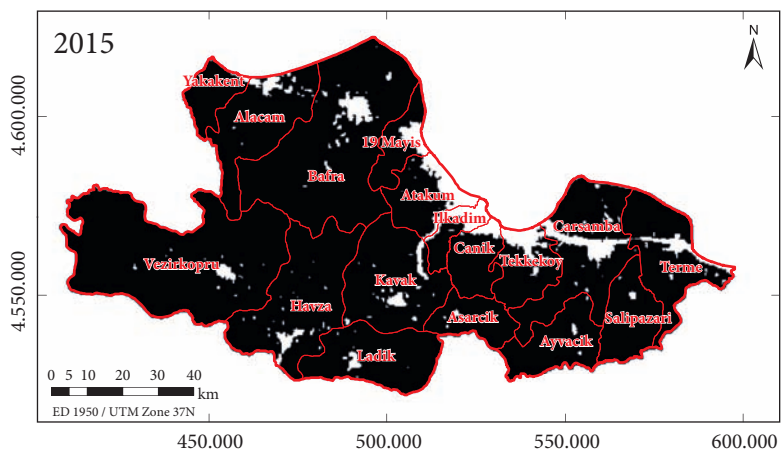 2015
N
4.600.000
4.550.000
Yakakent
Alacam
19 Mayis
Bafra
Atakum
Ilkadim
Carsamba
Canik
Tekkekoy
Terme
Vezirkopru
Kavak
Havza
Asarcik
Salipazari
Ayvacik
Ladik
0 5 10 20 30 40
km
ED 1950 / UTM Zone 37N
450.000 500.000 550.000 600.000